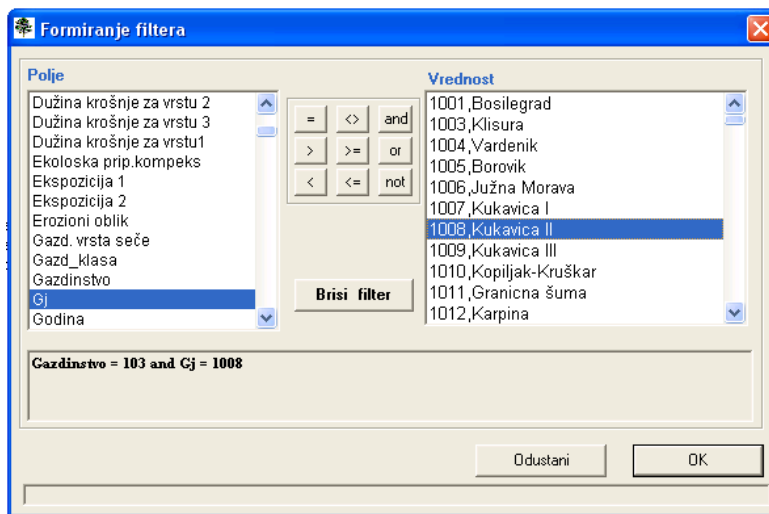 Formiranje filtera
Polje
Dužina krošnje za vrstu 2
Dužina krošnje za vrstu 3
Dužina krošnje za vrstu1
Ekoloska prip.kompeks
Ekspozicija 1
Ekspozicija 2
Erozioni oblik
Gazd. vrsta seče
Gazd_klasa
Gazdinstvo
Gj
Godina
= <> and
> >= or
< <= not
Brisi filter
Vrednost
1001,Bosilegrad
1003,Klisura
1004,Vardenik
1005,Borovik
1006,Južna Morava
1007,Kukavica I
1008,Kukavica II
1009,Kukavica III
1010,Kopiljak-Kruškar
1011,Granicna šuma
1012,Karpina
Gazdinstvo = 103 and Gj = 1008
Odustani OK